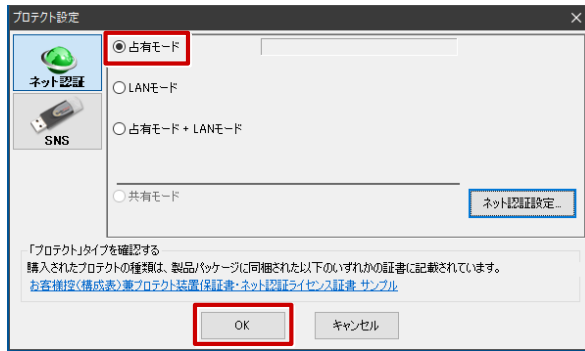 プロテクト設定
ネット認証
SNS
占有モード
LANモード
占有モード + LANモード
共有モード
ネット認証設定...
「プロテクト」タイプを確認する
購入されたプロテクトの種類は、製品パッケージに同梱された以下のいずれかの証書に記載されています。
お客様控(構成表)兼プロテクト装置保証書・ネット認証ライセンス証書 サンプル
OK
キャンセル